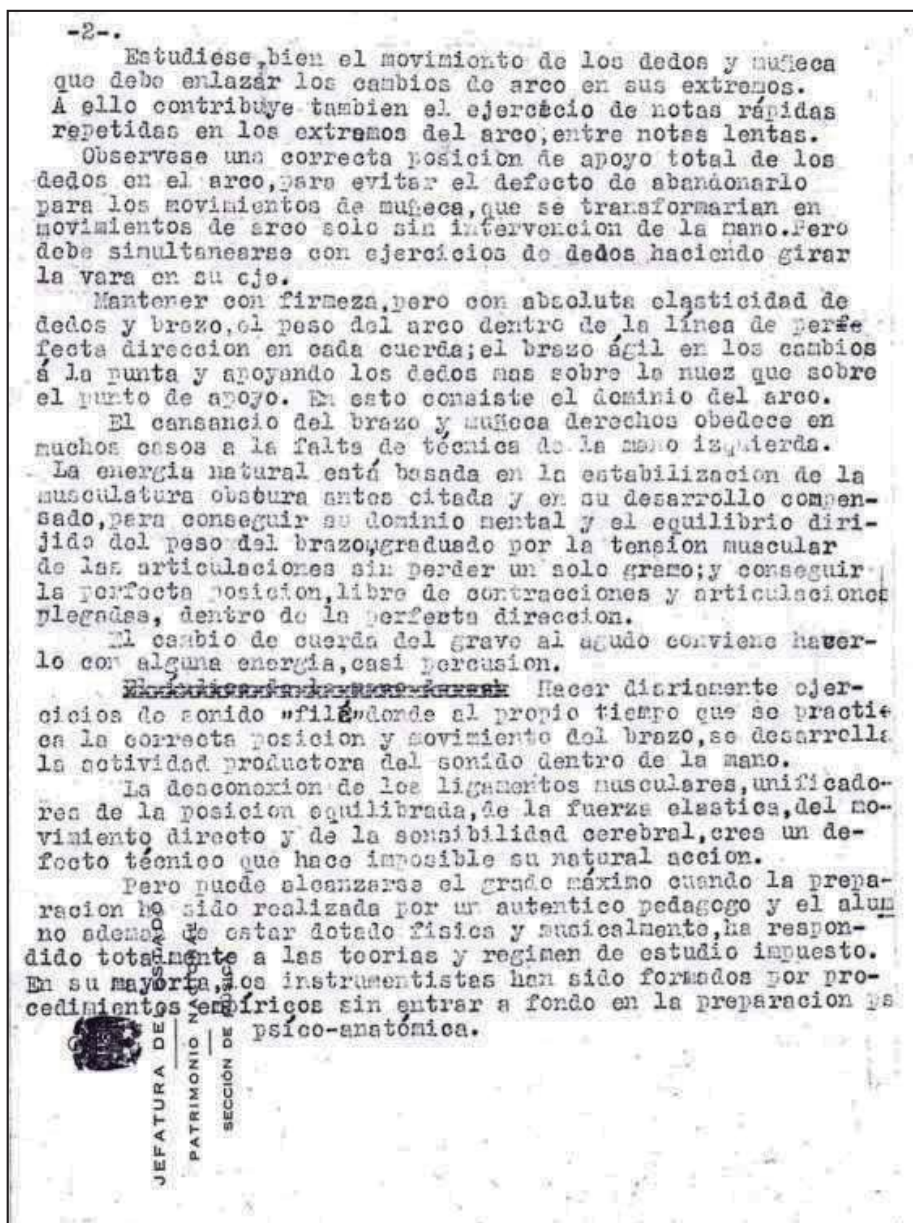 -2-.
Estudiese,bien el movimiento de los dedos y muñeca
que debe enlazár los cambios de arco en sus extremos.
A ello contribuye tambien el ejercècio de notas rápidas
repetidas en los extremos del arco,entre notas lentas.
Observese una correcta posicion de apoyo total de los
dedos en el arco,para evitar el defecto de abandonarlo
para los movimientos de muñeca,que se transformarian en
movimientos de arco solo sin intervencion de la mano.Pero
debe simultanearse con ejercicios de dedos haciendo girar
la vara en su eje.
Mantener con firmeza,pero con absoluta elasticidad de
dedos y brazo,el peso del arco dentro de la línea de perfe
fecta direccion en cada cuerda;el brazo ágil en los cambios
á la punta y apoyando los dedos mas sobre la nuez que sobre
el punto de apoyo. En esto consiste el dominio del arco.
El cansancio del brazo y muñeca derechos obedece en
muchos casos a la falta de técnica de la mano izquierda.
La energia natural está basada en la estabilizacion de la
musculatura obscura antes citada y en su desarrollo compen-
sado,para conseguir su dominio mental y el equilibrio diri-
jido del peso del brazo,graduado por la tension muscular
de las articulaciones sin perder un solo gramo;y conseguir
la perfecta posicion,libre de contracciones y articulaciones
plegadas, dentro de la perfecta direccion.
El cambio de cuerda del grave al agudo conviene hacer-
lo con alguna energia,casi percusion.
Hacer diariamente ejer-
cicios de sonido "filé"donde al propio tiempo que se practi-
ca la correcta posicion y movimiento del brazo,se desarrolla
la actividad productora del sonido dentro de la mano.
La desconexion de los ligamentos musculares,unificado-
res de la posicion equilibrada,de la fuerza elastica,del mo-
vimiento directo y de la sensibilidad cerebral,crea un de-
fecto técnico que hace imposible su natural accion.
Pero puede alcanzarse el grado máximo cuando la prepa-
racion ha sido realizada por un autentico pedagogo y el alum
no ademas de estar dotado fisica y musicalmente,ha respon-
dido totalmente a las teorias y regimen de estudio impuesto.
En su mayoria,los instrumentistas han sido formados por pro-
cedimientos empíricos sin entrar a fondo en la preparacion ps
psíco-anatómica.
JEFATURA DEL ESTADO
PATRIMONIO NACIONAL
SECCIÓN DE